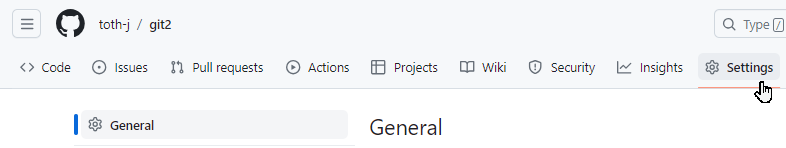 toth-j / git2 Type /
Code Issues Pull requests Actions Projects Wiki Security Insights Settings
General General